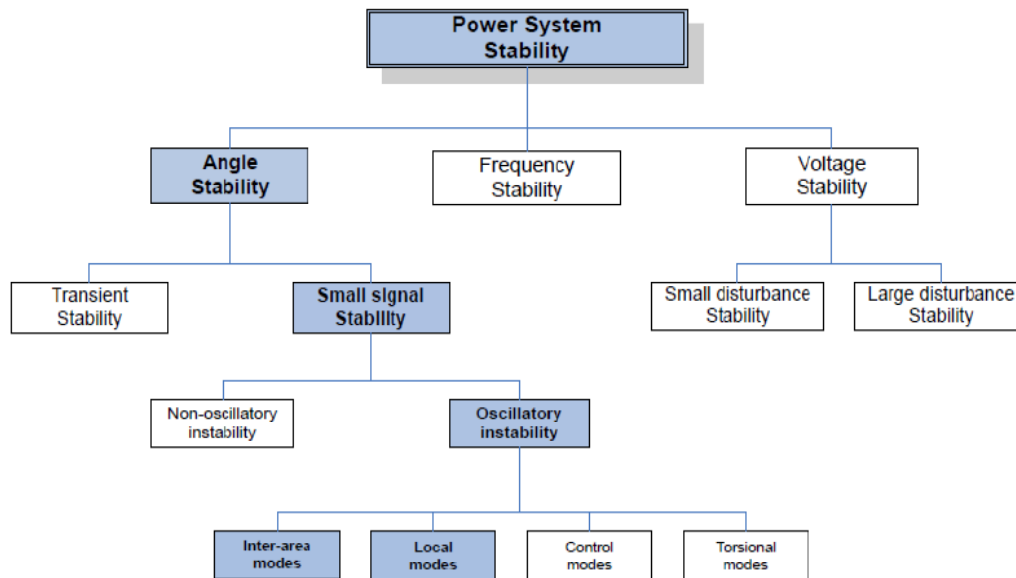 Power System
Stability
Angle
Stability
Frequency
Stability
Voltage
Stability
Transient
Stability
Small signal
Stability
Small disturbance
Stability
Large disturbance
Stability
Non-oscillatory
instability
Oscillatory
instability
Inter-area
modes
Local
modes
Control
modes
Torsional
modes